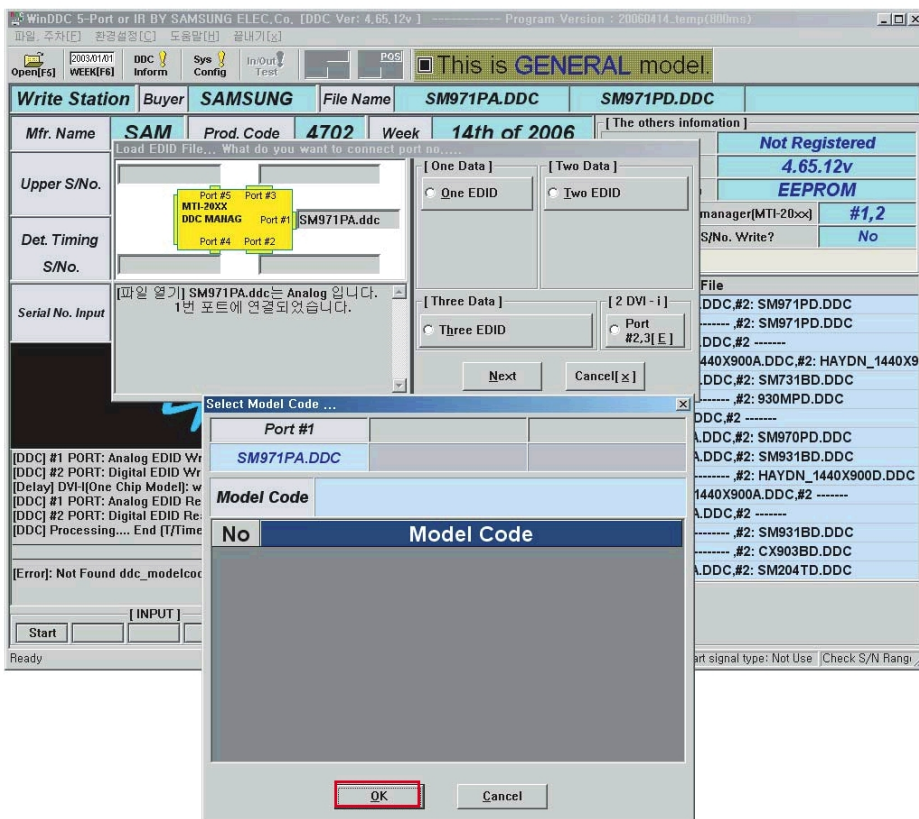 WinDDC 5-Port or IR BY SAMSUNG ELEC,Co, [DDC Ver: 4,65,12v ] ---------------- Program Version : 20060414_temp(800ms)
파일, 주차[F] 환경설정[C] 도움말[H] 끝내기[x]
Open[F5]
2003/01/01
WEEK[F6]
DDC
Inform
Sys
Config
In/Out
Test
POS
This is GENERAL model.
Write Station
Buyer
SAMSUNG
File Name
SM971PA.DDC
SM971PD.DDC
Mfr. Name
SAM
Prod. Code
4702
Week
14th of 2006
[ The others infomation ]
Not Registered
4.65.12v
EEPROM
manager(MTI-20xx)
#1,2
S/No. Write?
No
Upper S/No.
Det. Timing
S/No.
Serial No. Input
Load EDID File... What do you want to connect port no.....
Port #5 Port #3
MTI-20XX
DDC MANAG Port #1
SM971PA.ddc
Port #4 Port #2
[파일 열기] SM971PA.ddc는 Analog 입니다.
1번 포트에 연결되었습니다.
[ One Data ]
One EDID
[ Two Data ]
Two EDID
[ Three Data ]
Three EDID
[ 2 DVI - i ]
Port
#2,3[ E ]
Next
Cancel[ x ]
File
.DDC,#2: SM971PD.DDC
------- ,#2: SM971PD.DDC
.DDC,#2 -------
440X900A.DDC,#2: HAYDN_1440X9
.DDC,#2: SM731BD.DDC
------- ,#2: 930MPD.DDC
DDC,#2 -------
A.DDC,#2: SM970PD.DDC
A.DDC,#2: SM931BD.DDC
------- ,#2: HAYDN_1440X900D.DDC
1440X900A.DDC,#2 -------
A.DDC,#2 -------
------- ,#2: SM931BD.DDC
------- ,#2: CX903BD.DDC
A.DDC,#2: SM204TD.DDC
[DDC] #1 PORT: Analog EDID Wr
[DDC] #2 PORT: Digital EDID Wr
[Delay] DVI-I(One Chip Model): w
[DDC] #1 PORT: Analog EDID Re
[DDC] #2 PORT: Digital EDID Re
[DDC] Processing.... End [T/Time
[Error]: Not Found ddc_modelcod
[ INPUT ]
Start
Ready
art signal type: Not Use
Check S/N Rang
Select Model Code ...
Port #1
SM971PA.DDC
Model Code
No
Model Code
OK
Cancel